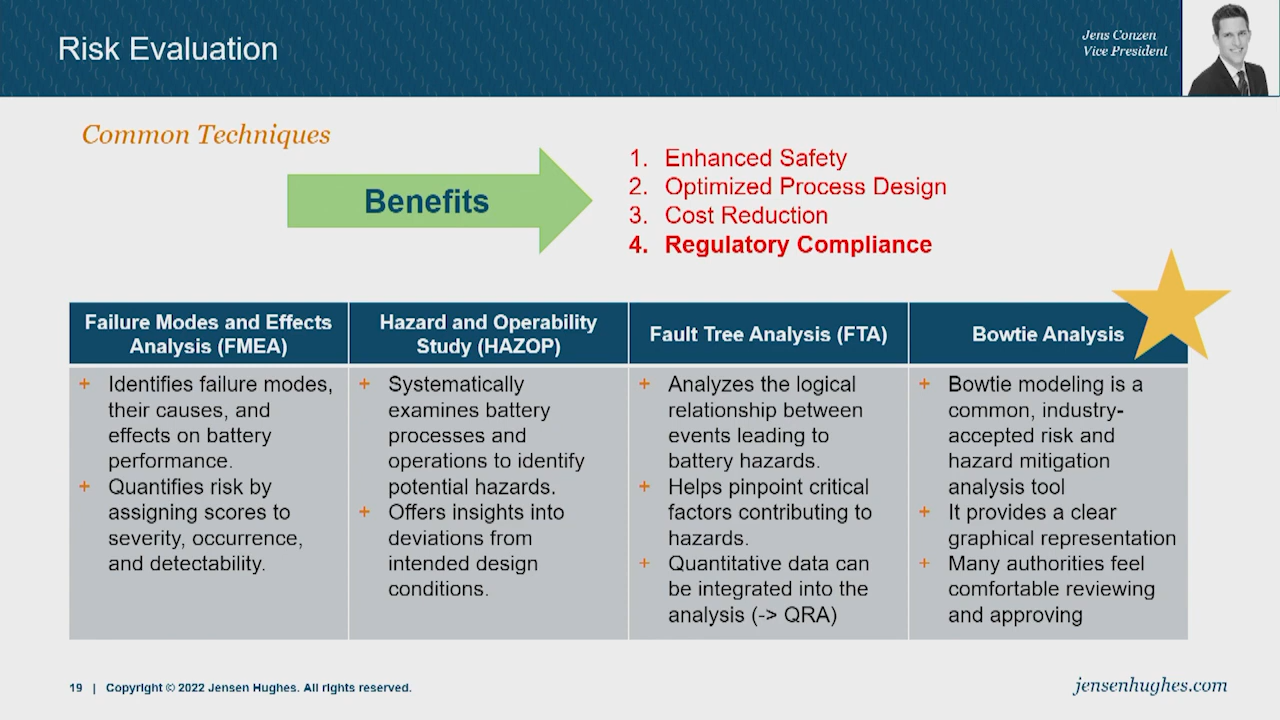 Risk Evaluation
Jens Conzen
Vice President
Common Techniques
Benefits
1. Enhanced Safety
2. Optimized Process Design
3. Cost Reduction
4. Regulatory Compliance
Failure Modes and Effects
Analysis (FMEA)
+ Identifies failure modes,
their causes, and
effects on battery
performance.
+ Quantifies risk by
assigning scores to
severity, occurrence,
and detectability.
Hazard and Operability
Study (HAZOP)
+ Systematically
examines battery
processes and
operations to identify
potential hazards.
+ Offers insights into
deviations from
intended design
conditions.
Fault Tree Analysis (FTA)
+ Analyzes the logical
relationship between
events leading to
battery hazards.
+ Helps pinpoint critical
factors contributing to
hazards.
+ Quantitative data can
be integrated into the
analysis (-> QRA)
Bowtie Analysis
+ Bowtie modeling is a
common, industry-
accepted risk and
hazard mitigation
analysis tool
+ It provides a clear
graphical representation
+ Many authorities feel
comfortable reviewing
and approving
19 | Copyright © 2022 Jensen Hughes. All rights reserved.
jensenhughes.com